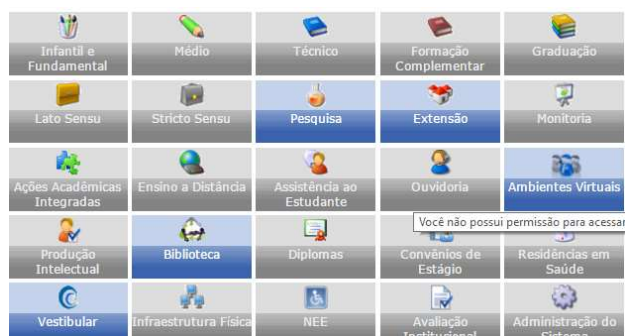 Infantil e
Fundamental
Médio
Técnico
Formação
Complementar
Graduação
Lato Sensu
Stricto Sensu
Pesquisa
Extensão
Monitoria
Ações Acadêmicas
Integradas
Ensino a Distância
Assistência ao
Estudante
Ouvidoria
Ambientes Virtuais
Você não possui permissão para acessar
Produção
Intelectual
Biblioteca
Diplomas
Convênios de
Estágio
Residências em
Saúde
Vestibular
Infraestrutura Física
NEE
Avaliação
Institucional
Administração do
Sistema